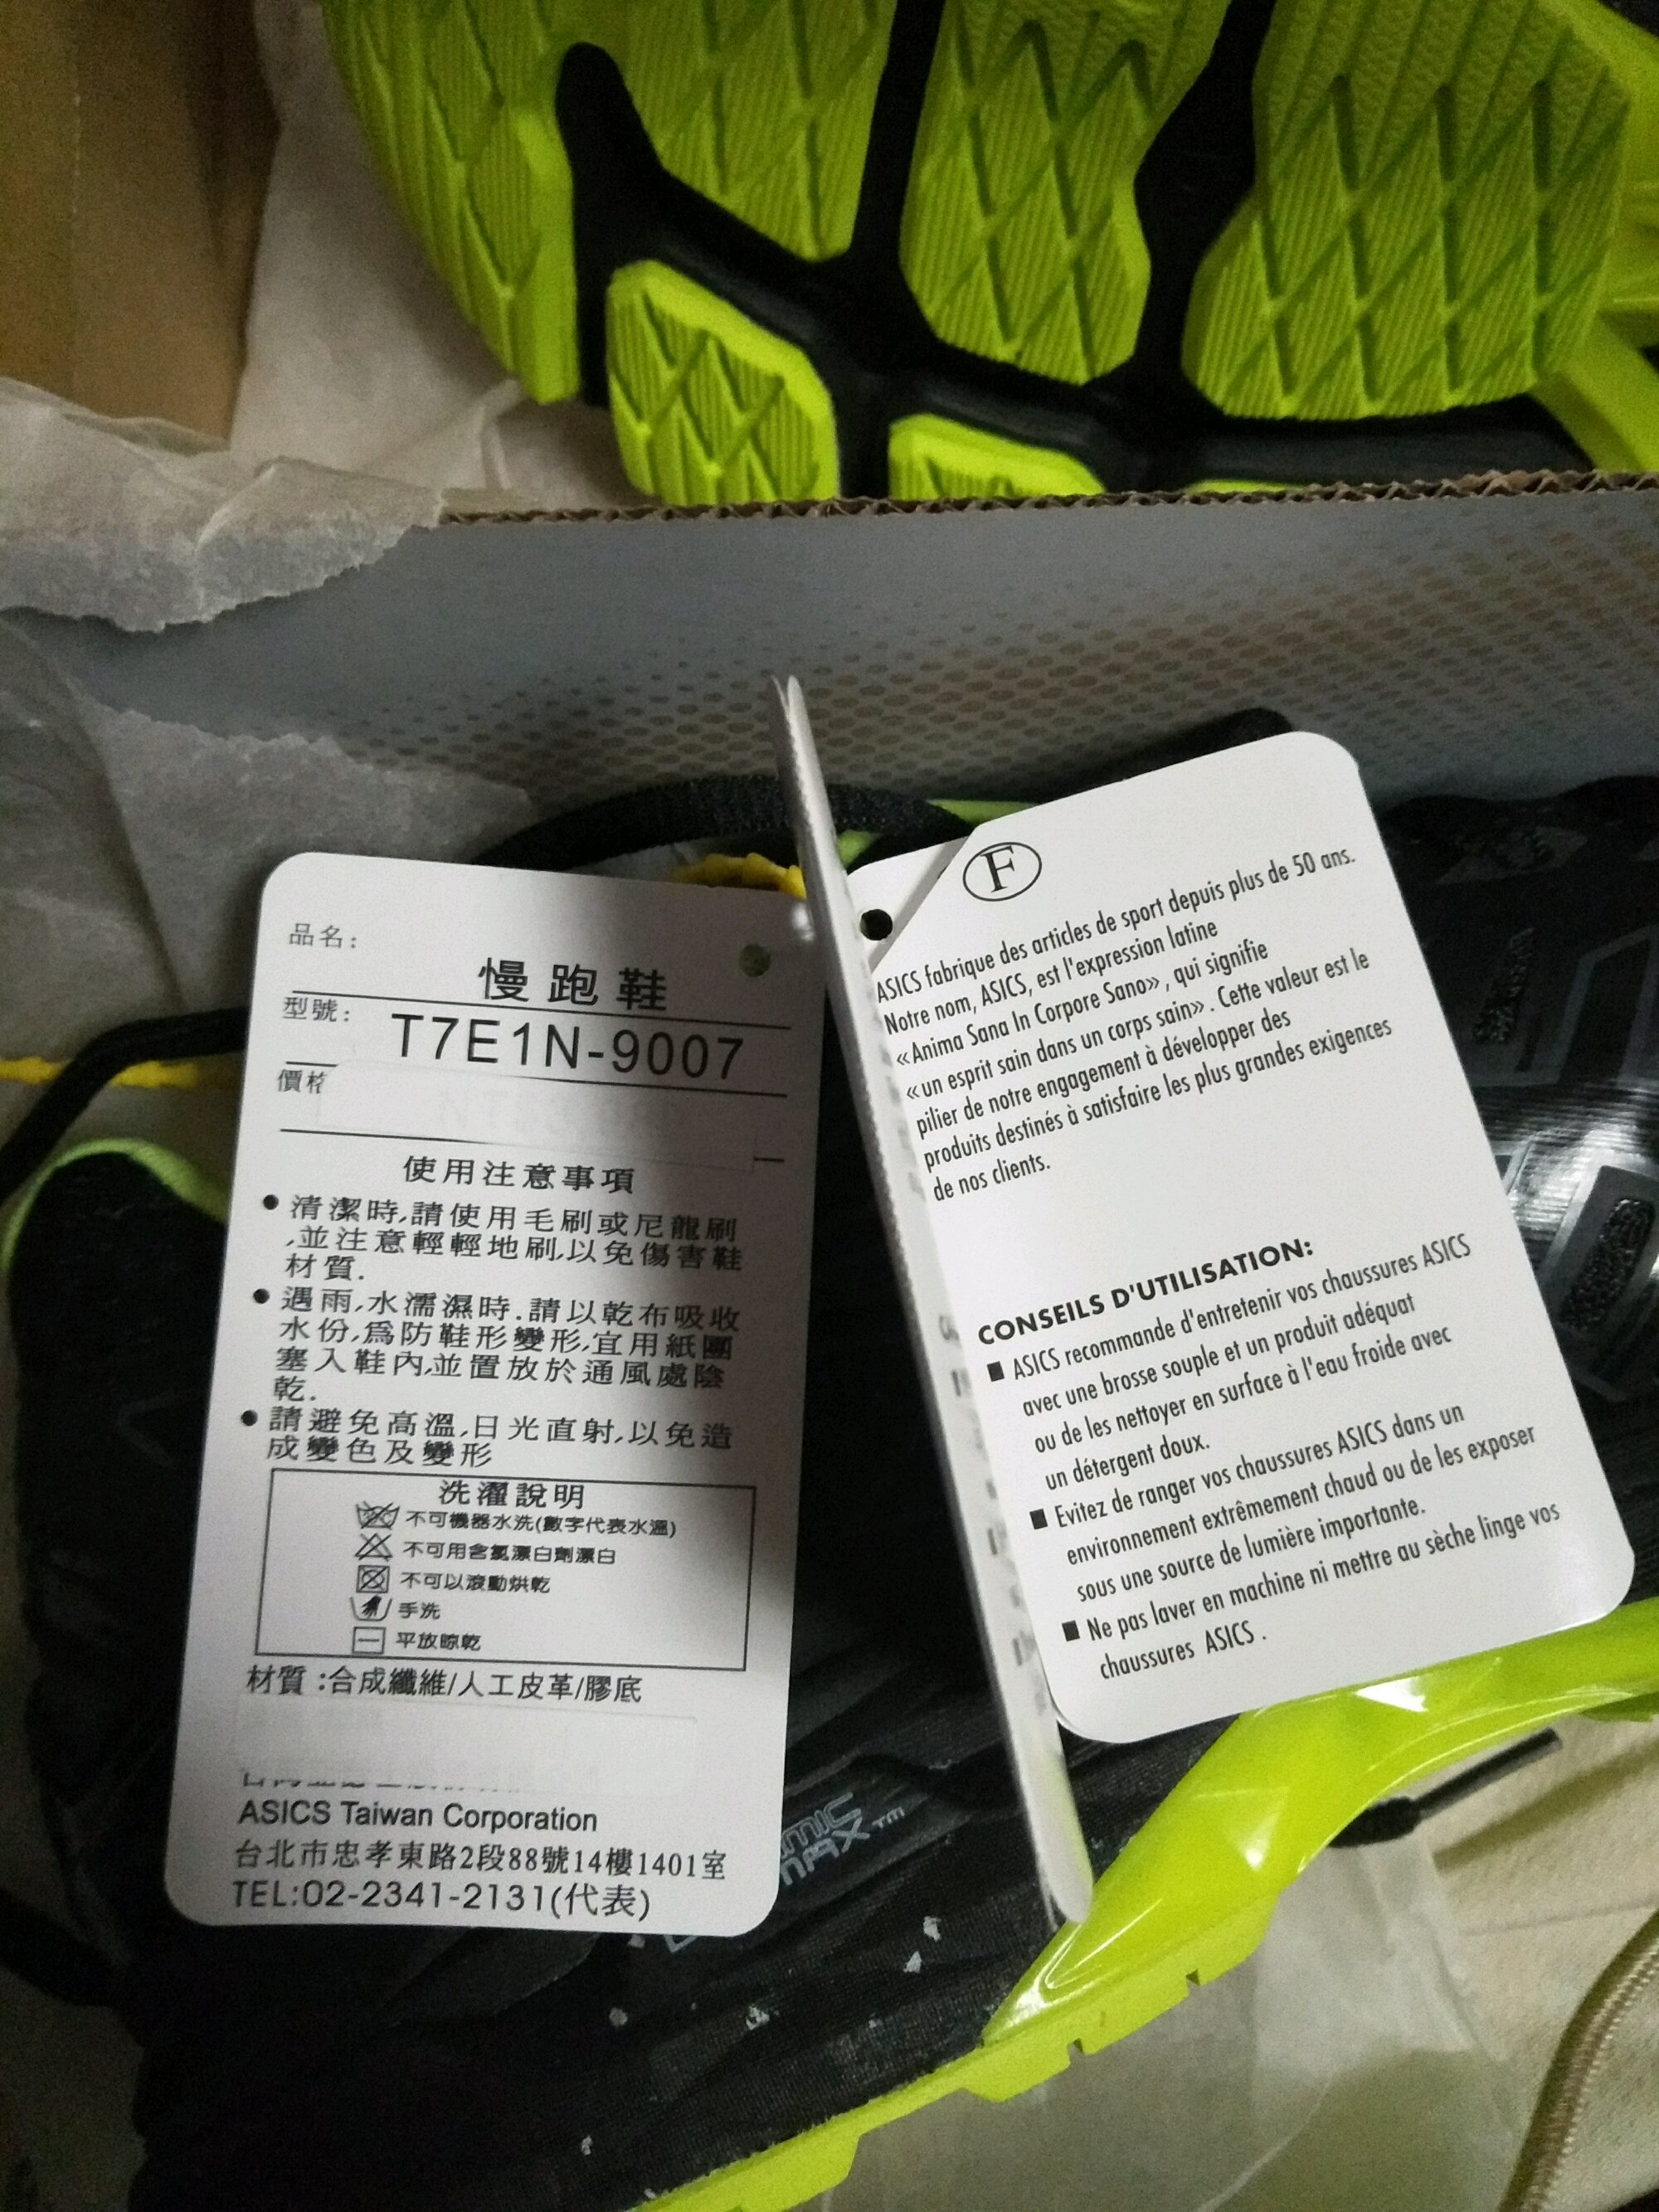 品名:
慢跑鞋
型號:
T7E1N-9007
價格
使用注意事項
● 清潔時,請使用毛刷或尼龍刷
,並注意輕輕地刷,以免傷害鞋
材質.
● 遇雨,水濡濕時.請以乾布吸收
水份,爲防鞋形變形,宜用紙團
塞入鞋內,並置放於通風處陰
乾.
● 請避免高溫,日光直射,以免造
成變色及變形
洗濯說明
不可機器水洗(數字代表水溫)
不可用含氯漂白劑漂白
不可以滾動烘乾
手洗
平放晾乾
材質:合成纖維/人工皮革/膠底
ASICS Taiwan Corporation
台北市忠孝東路2段88號14樓1401室
TEL:02-2341-2131(代表)
F
ASICS fabrique des articles de sport depuis plus de 50 ans.
Notre nom, ASICS, est l'expression latine
«Anima Sana In Corpore Sano», qui signifie
«un esprit sain dans un corps sain». Cette valeur est le
pilier de notre engagement à développer des
produits destinés à satisfaire les plus grandes exigences
de nos clients.
CONSEILS D'UTILISATION:
■ ASICS recommande d'entretenir vos chaussures ASICS
avec une brosse souple et un produit adéquat
ou de les nettoyer en surface à l'eau froide avec
un détergent doux.
■ Evitez de ranger vos chaussures ASICS dans un
environnement extrêmement chaud ou de les exposer
sous une source de lumière importante.
■ Ne pas laver en machine ni mettre au sèche linge vos
chaussures ASICS .